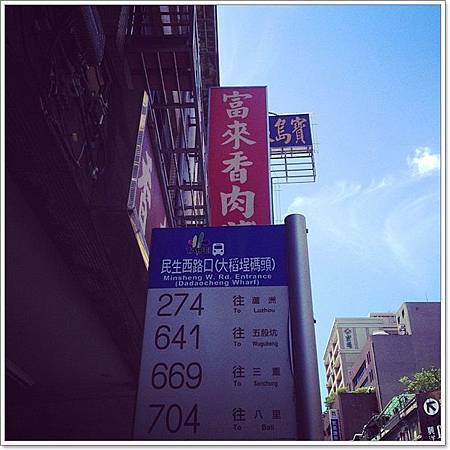 富來香肉
寶島
民生西路口(大稻埕碼頭)
Minsheng W. Rd. Entrance
(Dadaocheng Wharf)
274 往 蘆洲
To Luzhou
641 往 五股坑
To Wugukeng
669 往 三重
To Sanchong
704 往 八里
To Bali